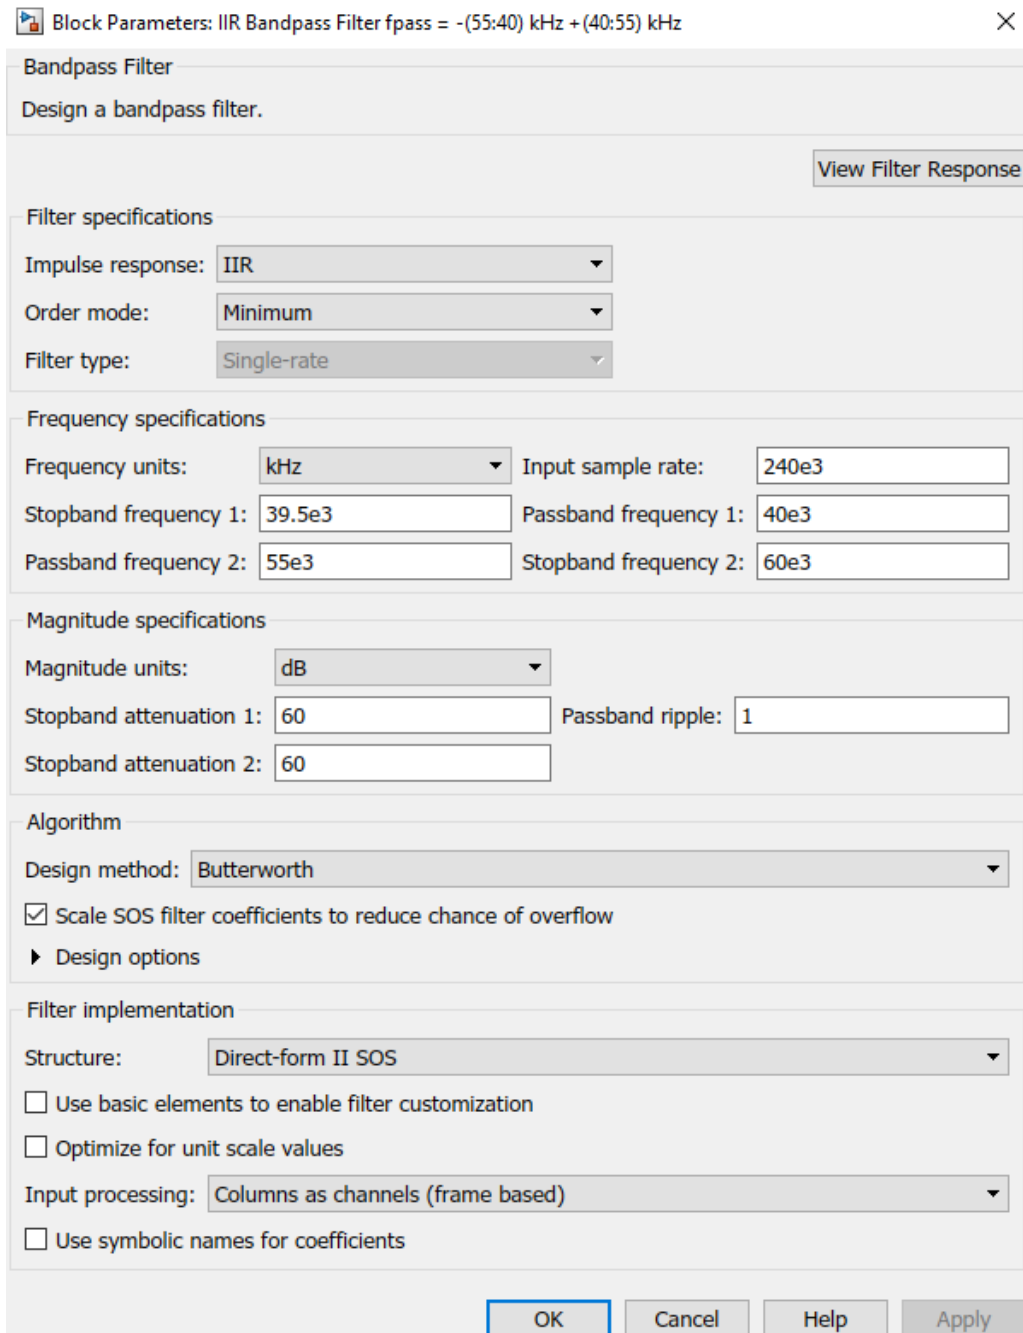 Block Parameters: IIR Bandpass Filter fpass = -(55:40) kHz +(40:55) kHz
Bandpass Filter
Design a bandpass filter.
View Filter Response
Filter specifications
Impulse response: IIR
Order mode: Minimum
Filter type: Single-rate
Frequency specifications
Frequency units: kHz Input sample rate: 240e3
Stopband frequency 1: 39.5e3 Passband frequency 1: 40e3
Passband frequency 2: 55e3 Stopband frequency 2: 60e3
Magnitude specifications
Magnitude units: dB
Stopband attenuation 1: 60 Passband ripple: 1
Stopband attenuation 2: 60
Algorithm
Design method: Butterworth
Scale SOS filter coefficients to reduce chance of overflow
Design options
Filter implementation
Structure: Direct-form II SOS
Use basic elements to enable filter customization
Optimize for unit scale values
Input processing: Columns as channels (frame based)
Use symbolic names for coefficients
OK Cancel Help Apply